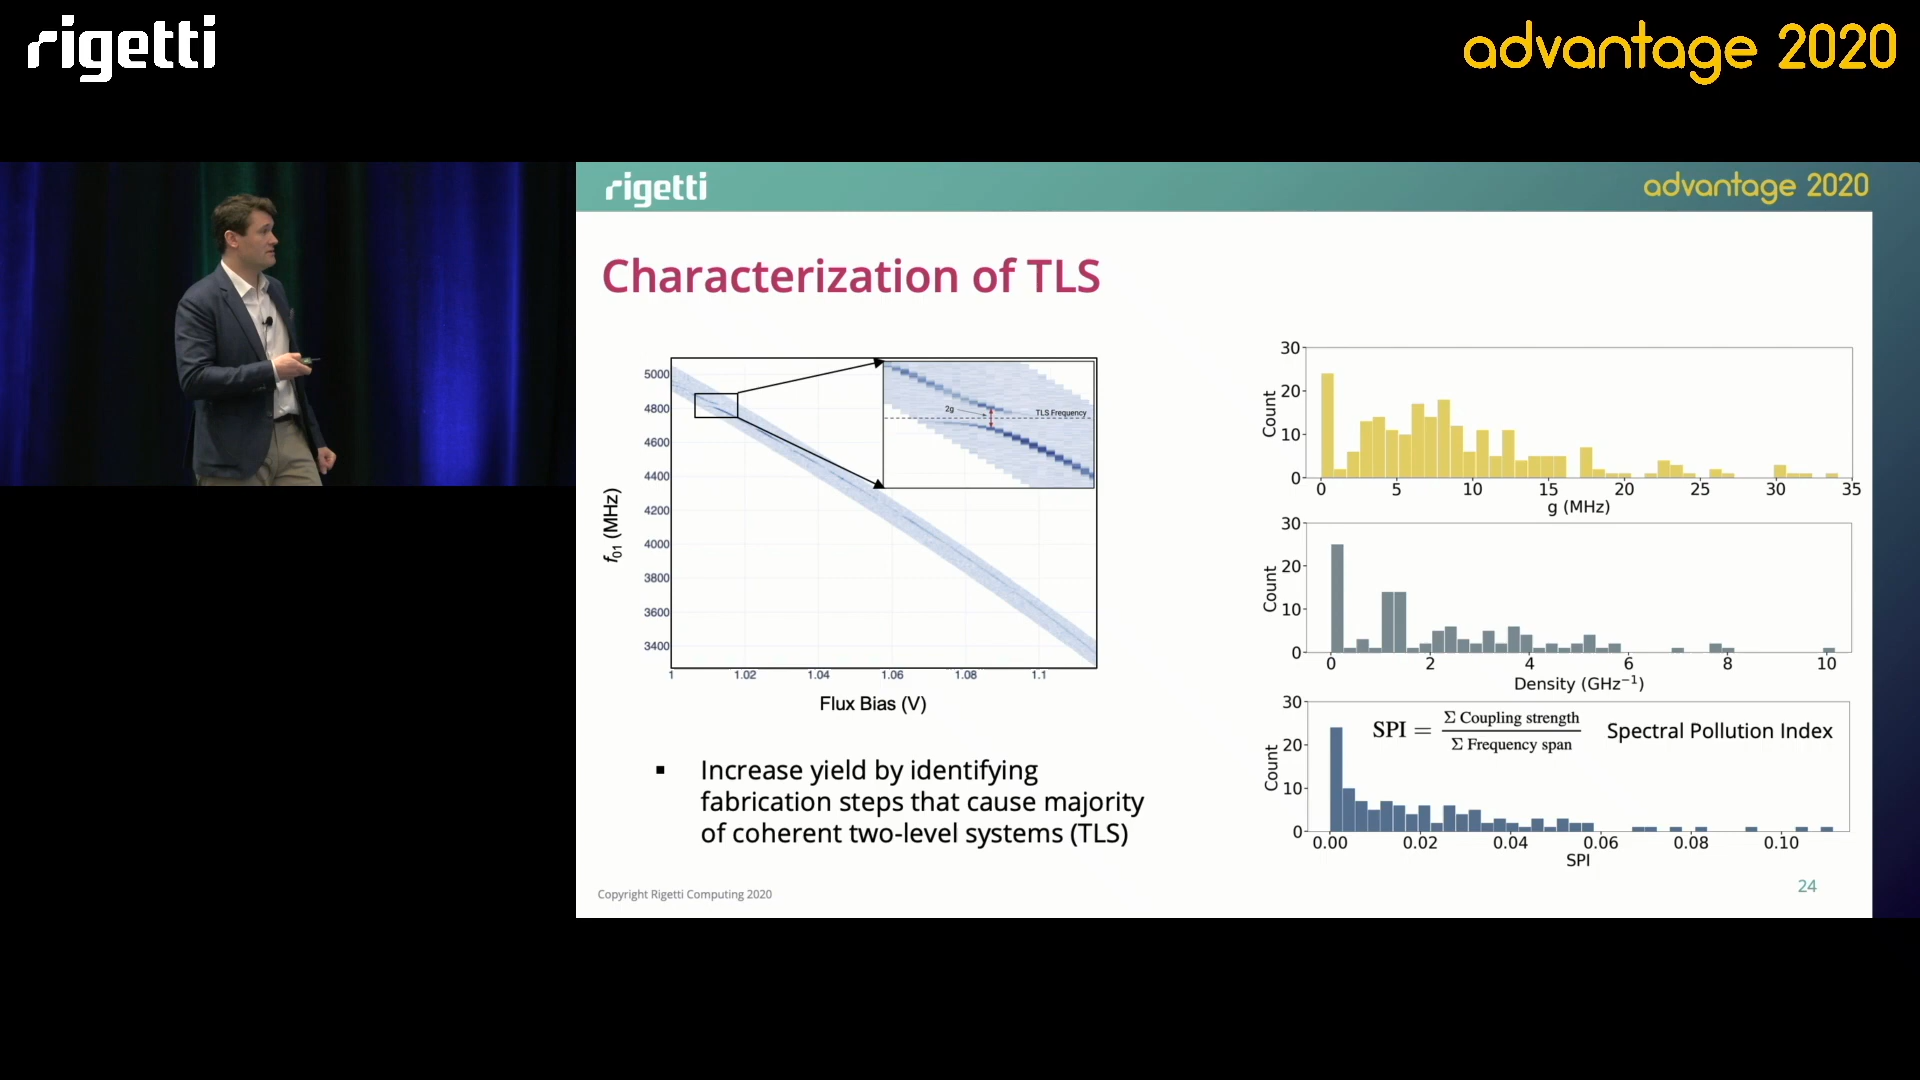 rigetti
advantage 2020
rigetti
advantage 2020
Characterization of TLS
5000
4800
4600
4400
4200
4000
3800
3600
3400
f01 (MHz)
2g
TLS Frequency
1 1.02 1.04 1.06 1.08 1.1
Flux Bias (V)
▪ Increase yield by identifying
fabrication steps that cause majority
of coherent two-level systems (TLS)
30
20
10
0
Count
0 5 10 15 20 25 30 35
g (MHz)
30
20
10
0
Count
0 2 4 6 8 10
Density (GHz⁻¹)
30
20
10
0
Count
SPI = Σ Coupling strength / Σ Frequency span
Spectral Pollution Index
0.00 0.02 0.04 0.06 0.08 0.10
SPI
Copyright Rigetti Computing 2020
24